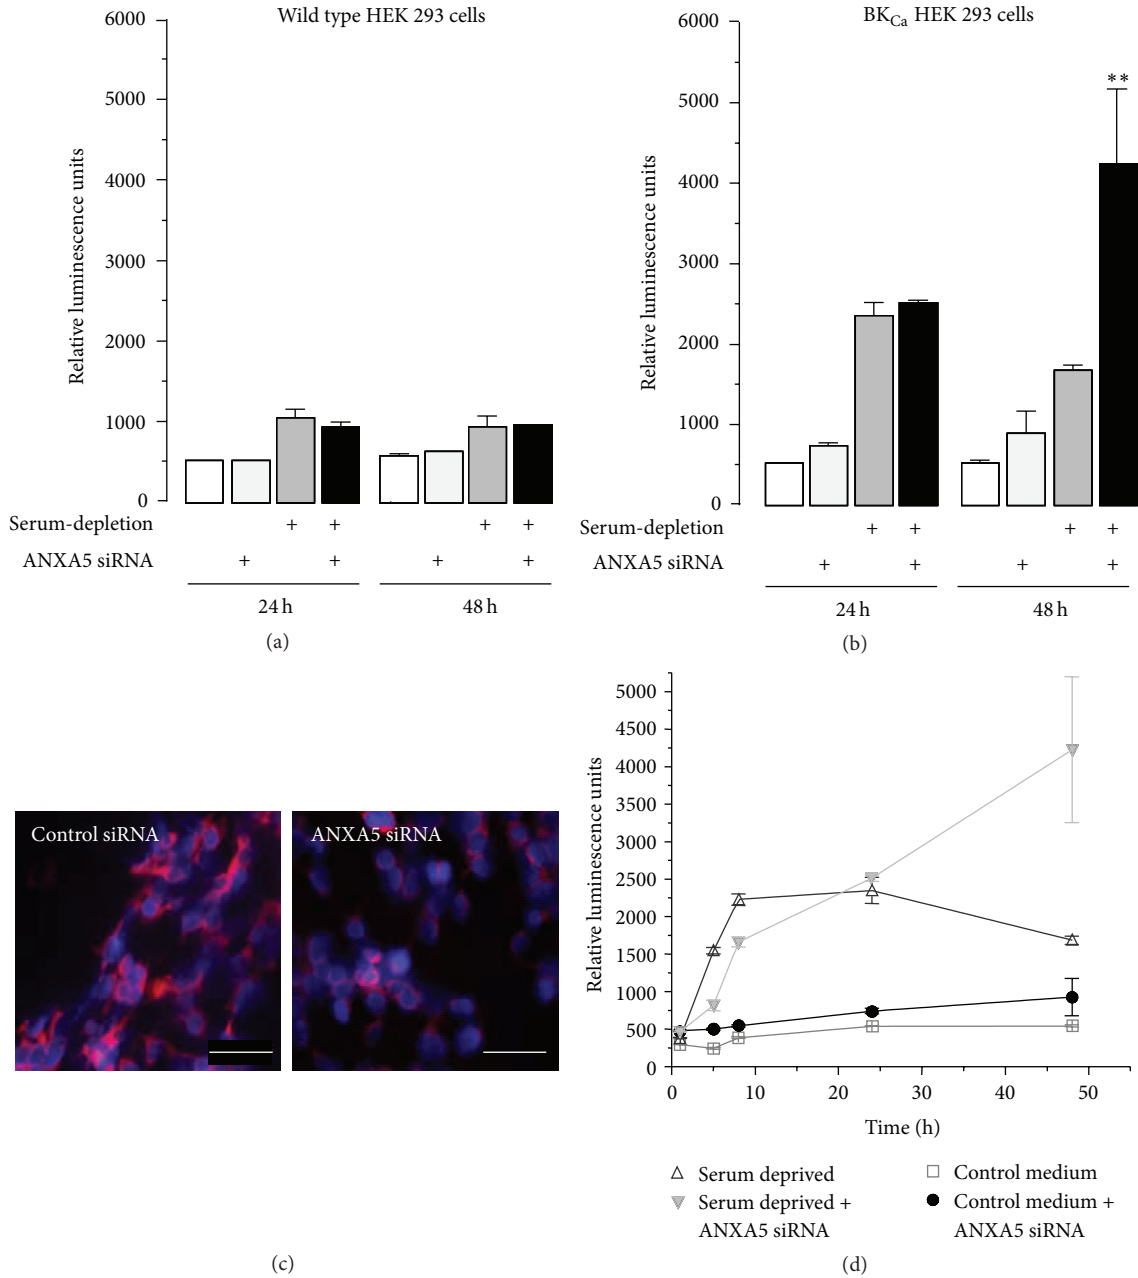 Wild type HEK 293 cells
6000
5000
4000
3000
2000
1000
0
Relative luminescence units
Serum-depletion + + + +
ANXA5 siRNA + + + +
24 h 48 h
(a)
BKCa HEK 293 cells
6000
5000
4000
3000
2000
1000
0
Relative luminescence units
**
Serum-depletion + + + +
ANXA5 siRNA + + + +
24 h 48 h
(b)
Control siRNA
ANXA5 siRNA
(c)
5000
4500
4000
3500
3000
2500
2000
1500
1000
500
0
Relative luminescence units
0 10 20 30 40 50
Time (h)
Serum deprived
Serum deprived +
ANXA5 siRNA
Control medium
Control medium +
ANXA5 siRNA
(d)